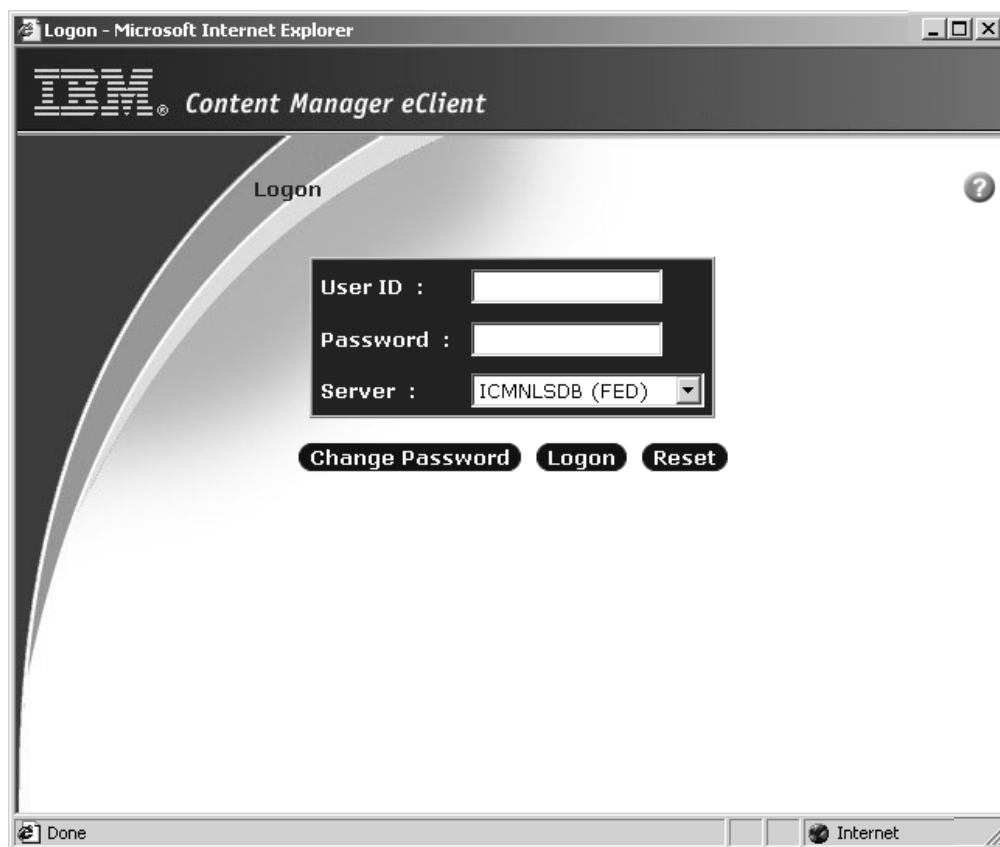 Logon - Microsoft Internet Explorer
IBM® Content Manager eClient
Logon
?
User ID :
Password :
Server : ICMNLSDB (FED)
Change Password Logon Reset
Done Internet